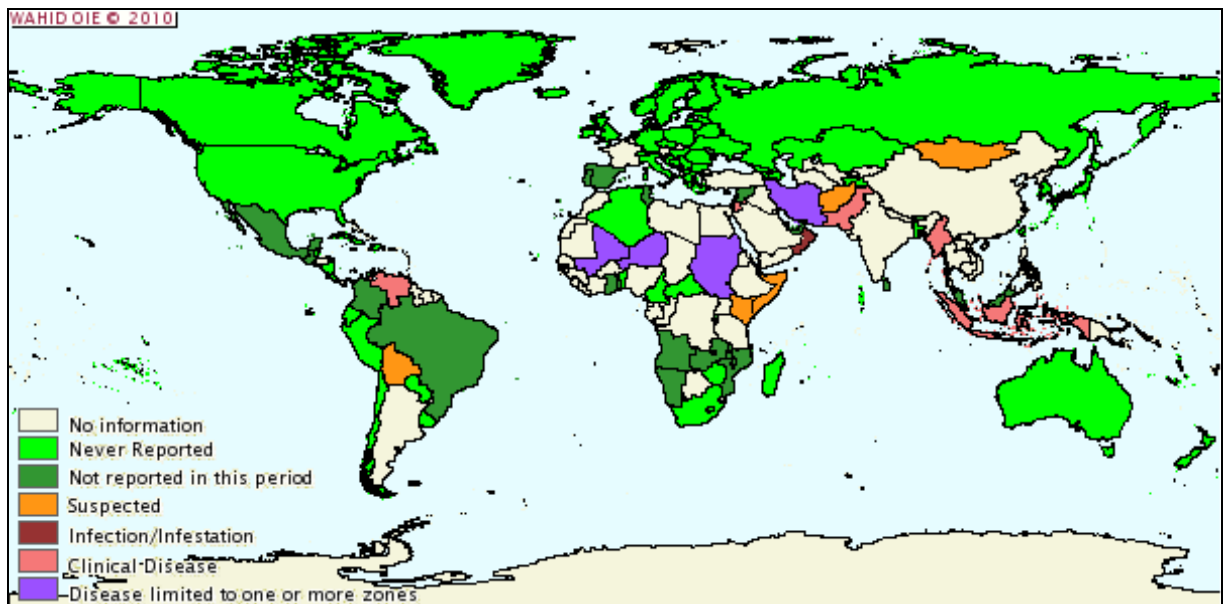 WAHID OIE © 2010
No information
Never Reported
Not reported in this period
Suspected
Infection/Infestation
Clinical Disease
Disease limited to one or more zones